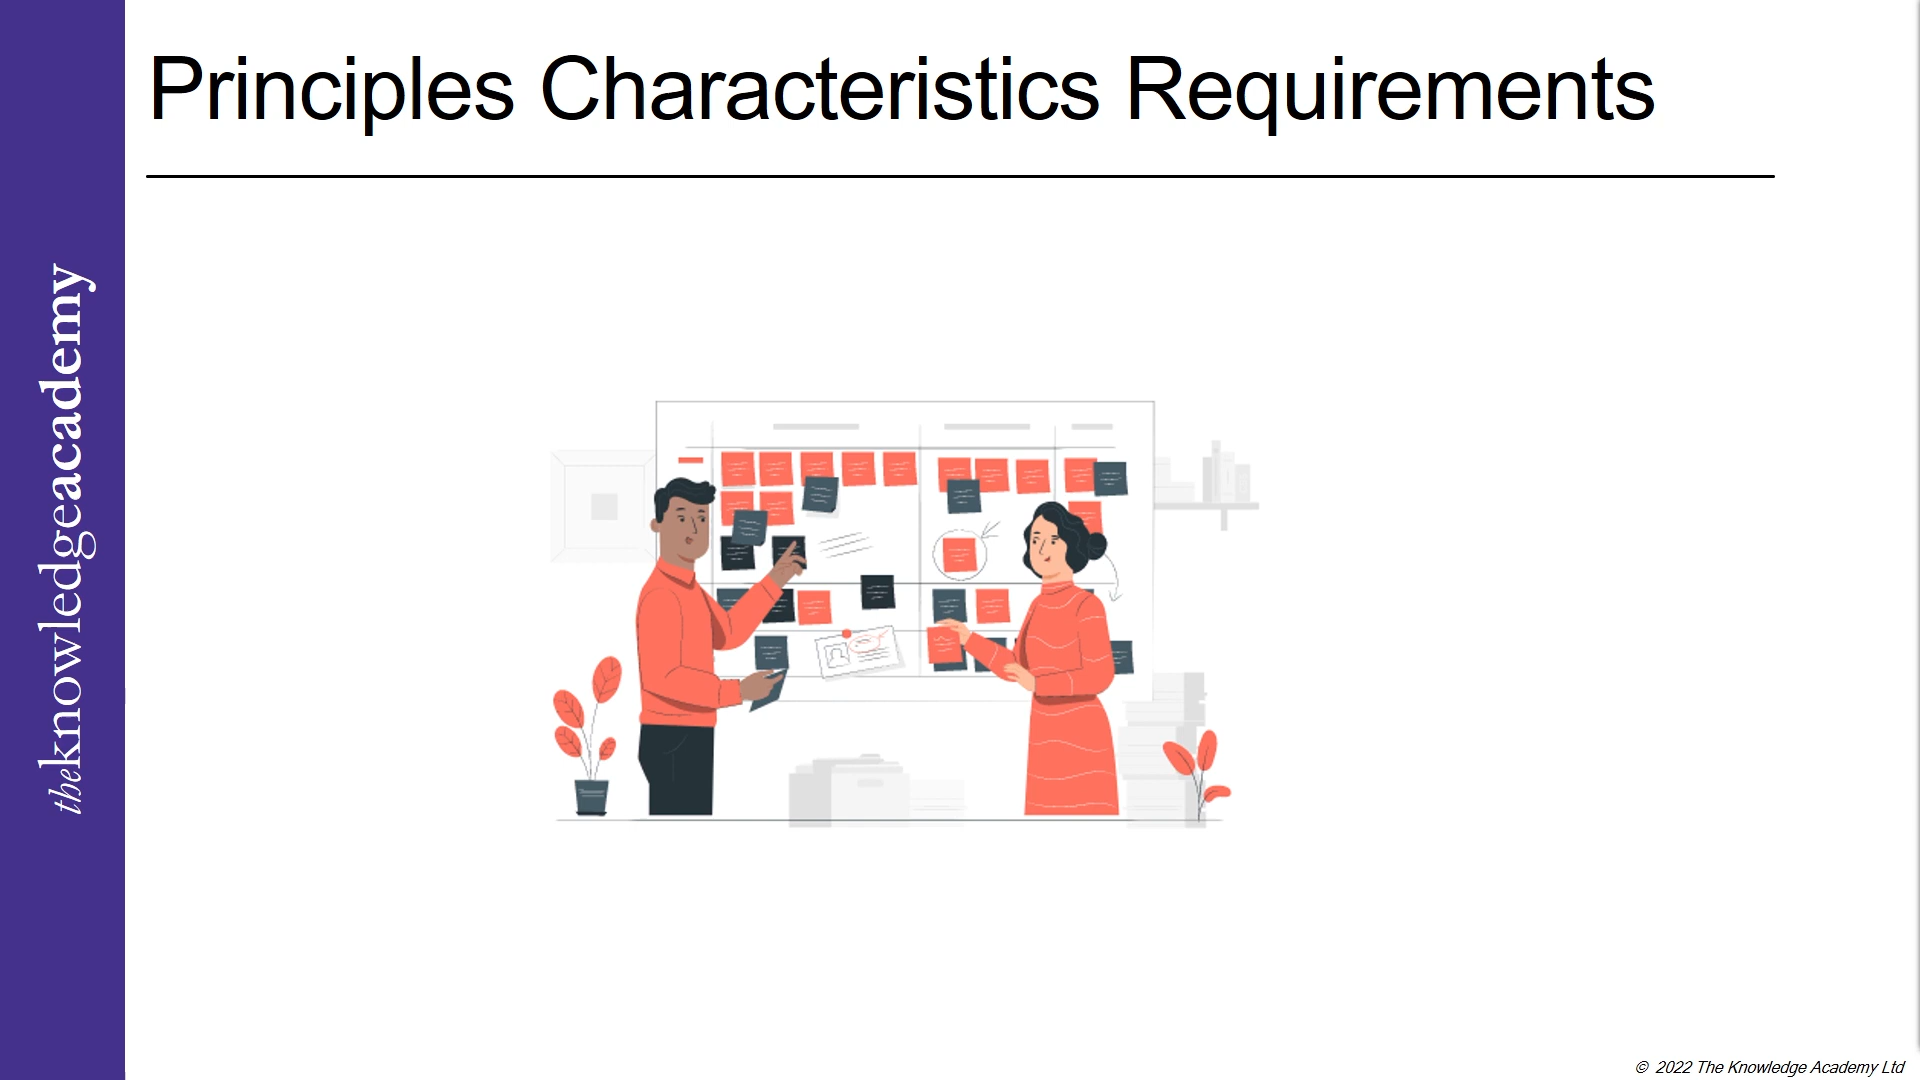 Principles Characteristics Requirements
theknowledgeacademy
© 2022 The Knowledge Academy Ltd